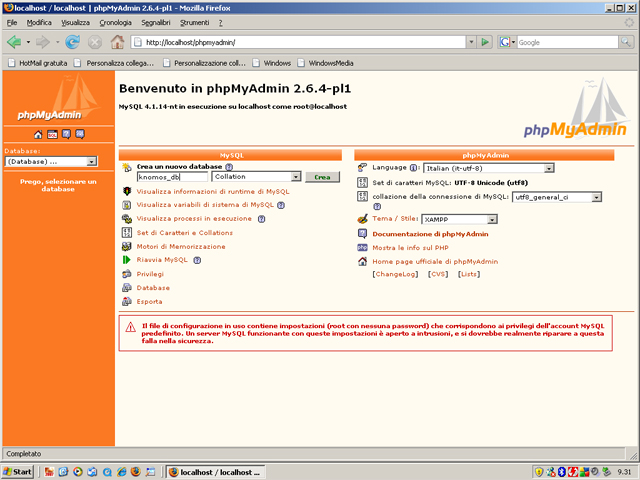 localhost / localhost | phpMyAdmin 2.6.4-pl1 - Mozilla Firefox
File Modifica Visualizza Cronologia Segnalibri Strumenti ?
http://localhost/phpmyadmin/
Google
HotMail gratuita Personalizza collega... Personalizzazione coll... Windows WindowsMedia
phpMyAdmin
Database:
(Database) ...
Prego, selezionare un
database
Benvenuto in phpMyAdmin 2.6.4-pl1
MySQL 4.1.14-nt in esecuzione su localhost come root@localhost
phpMyAdmin
MySQL
Crea un nuovo database
knomos_db Collation Crea
Visualizza informazioni di runtime di MySQL
Visualizza variabili di sistema di MySQL
Visualizza processi in esecuzione
Set di Caratteri e Collations
Motori di Memorizzazione
Riavvia MySQL
Privilegi
Database
Esporta
phpMyAdmin
Language : Italian (it-utf-8)
Set di caratteri MySQL: UTF-8 Unicode (utf8)
collazione della connessione di MySQL: utf8_general_ci
Tema / Stile: XAMPP
Documentazione di phpMyAdmin
Mostra le info sul PHP
Home page ufficiale di phpMyAdmin
[ChangeLog] [CVS] [Lists]
Il file di configurazione in uso contiene impostazioni (root con nessuna password) che corrispondono ai privilegi dell'account MySQL
predefinito. Un server MySQL funzionante con queste impostazioni è aperto a intrusioni, e si dovrebbe realmente riparare a questa
falla nella sicurezza.
Completato
Start localhost / localhost ... 9.31